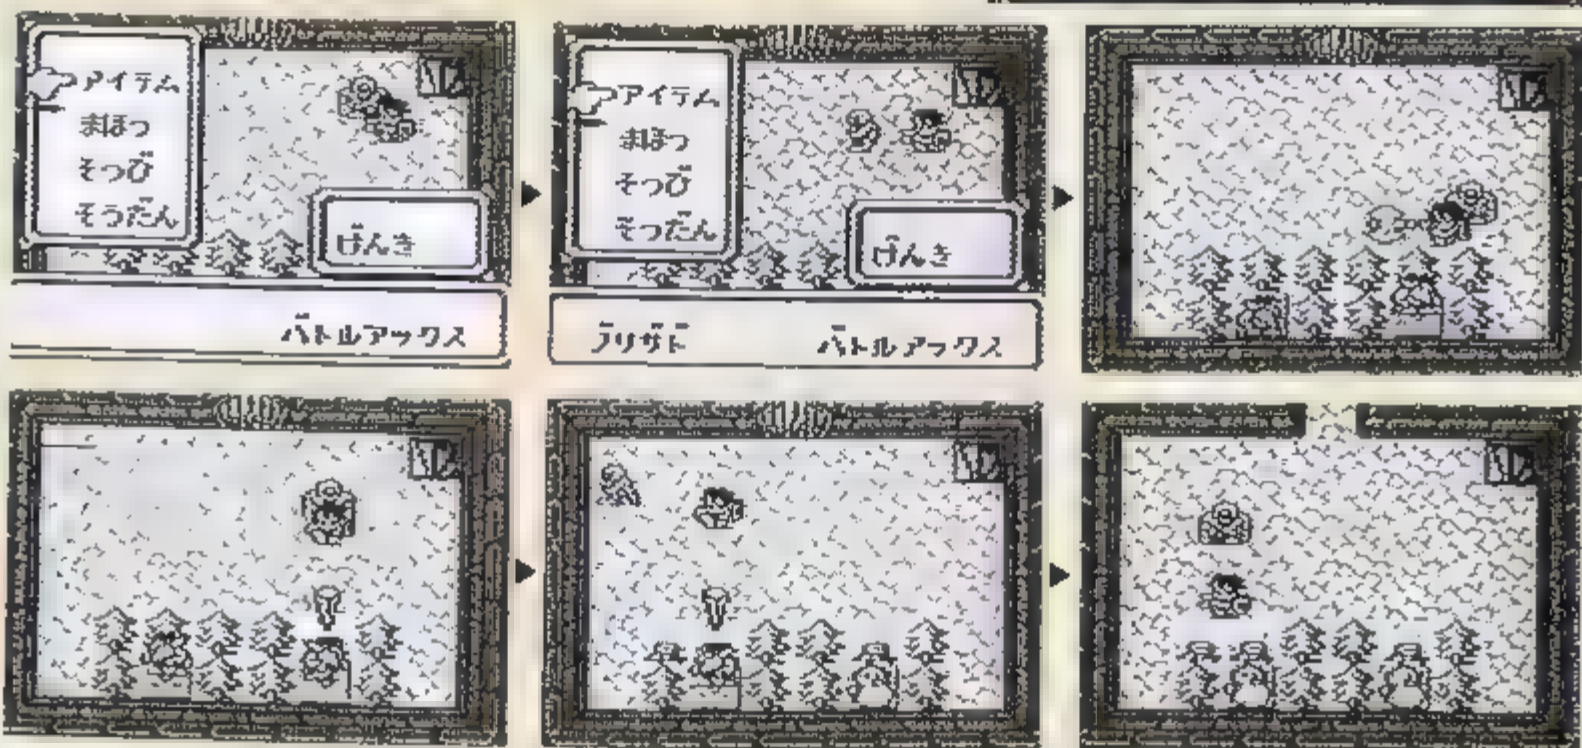 アイテム
まほう
そうび
そうだん
げんき
バトルアックス
アイテム
まほう
そうび
そうだん
げんき
ブリザド バトルアックス